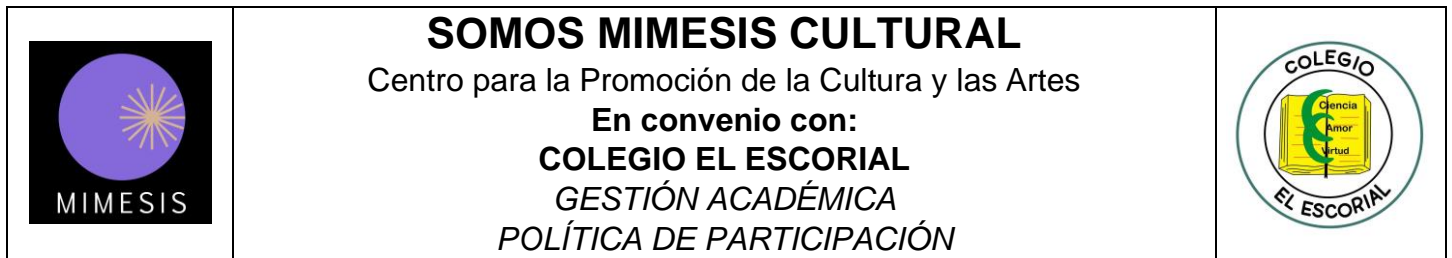 MIMESIS
SOMOS MIMESIS CULTURAL
Centro para la Promoción de la Cultura y las Artes
En convenio con:
COLEGIO EL ESCORIAL
GESTIÓN ACADÉMICA
POLÍTICA DE PARTICIPACIÓN
COLEGIO
Ciencia
Amor
Virtud
EL ESCORIAL